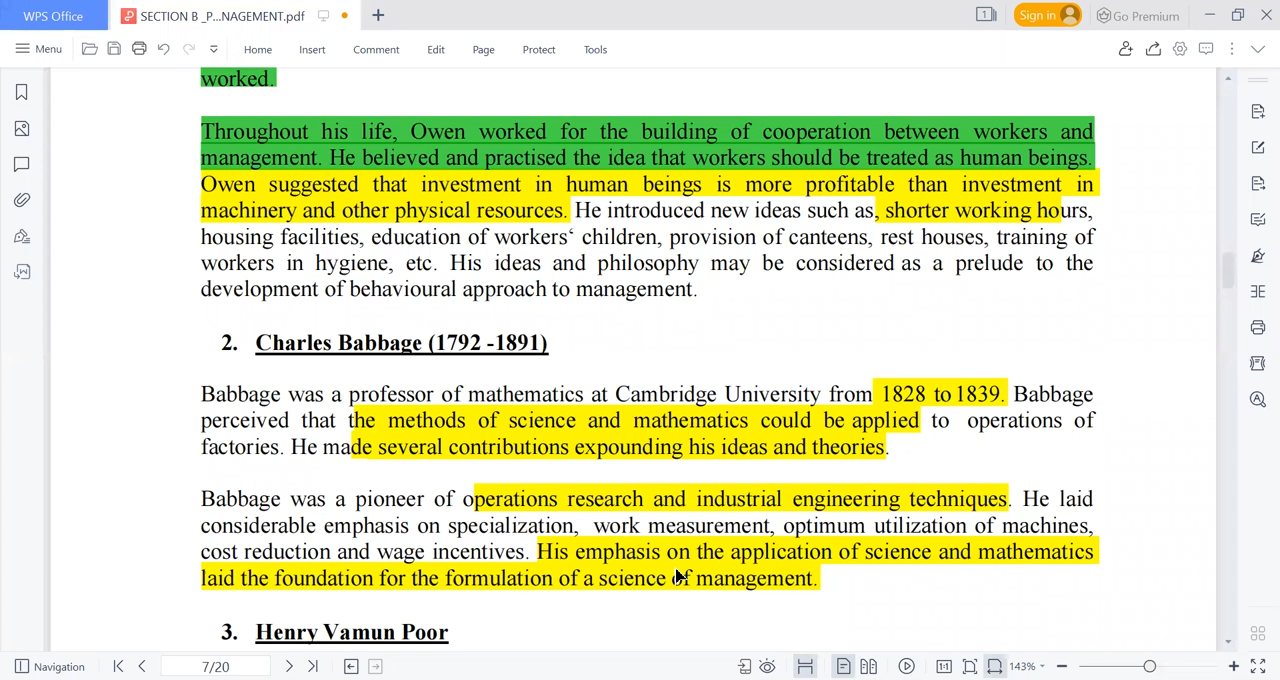 WPS Office
SECTION B _P...NAGEMENT.pdf
1
Sign in
Go Premium
Menu
Home
Insert
Comment
Edit
Page
Protect
Tools
worked.
Throughout his life, Owen worked for the building of cooperation between workers and
management. He believed and practised the idea that workers should be treated as human beings.
Owen suggested that investment in human beings is more profitable than investment in
machinery and other physical resources. He introduced new ideas such as, shorter working hours,
housing facilities, education of workers‘ children, provision of canteens, rest houses, training of
workers in hygiene, etc. His ideas and philosophy may be considered as a prelude to the
development of behavioural approach to management.
2. Charles Babbage (1792 -1891)
Babbage was a professor of mathematics at Cambridge University from 1828 to 1839. Babbage
perceived that the methods of science and mathematics could be applied to operations of
factories. He made several contributions expounding his ideas and theories.
Babbage was a pioneer of operations research and industrial engineering techniques. He laid
considerable emphasis on specialization, work measurement, optimum utilization of machines,
cost reduction and wage incentives. His emphasis on the application of science and mathematics
laid the foundation for the formulation of a science of management.
3. Henry Vamun Poor
Navigation
7/20
1:1
143%